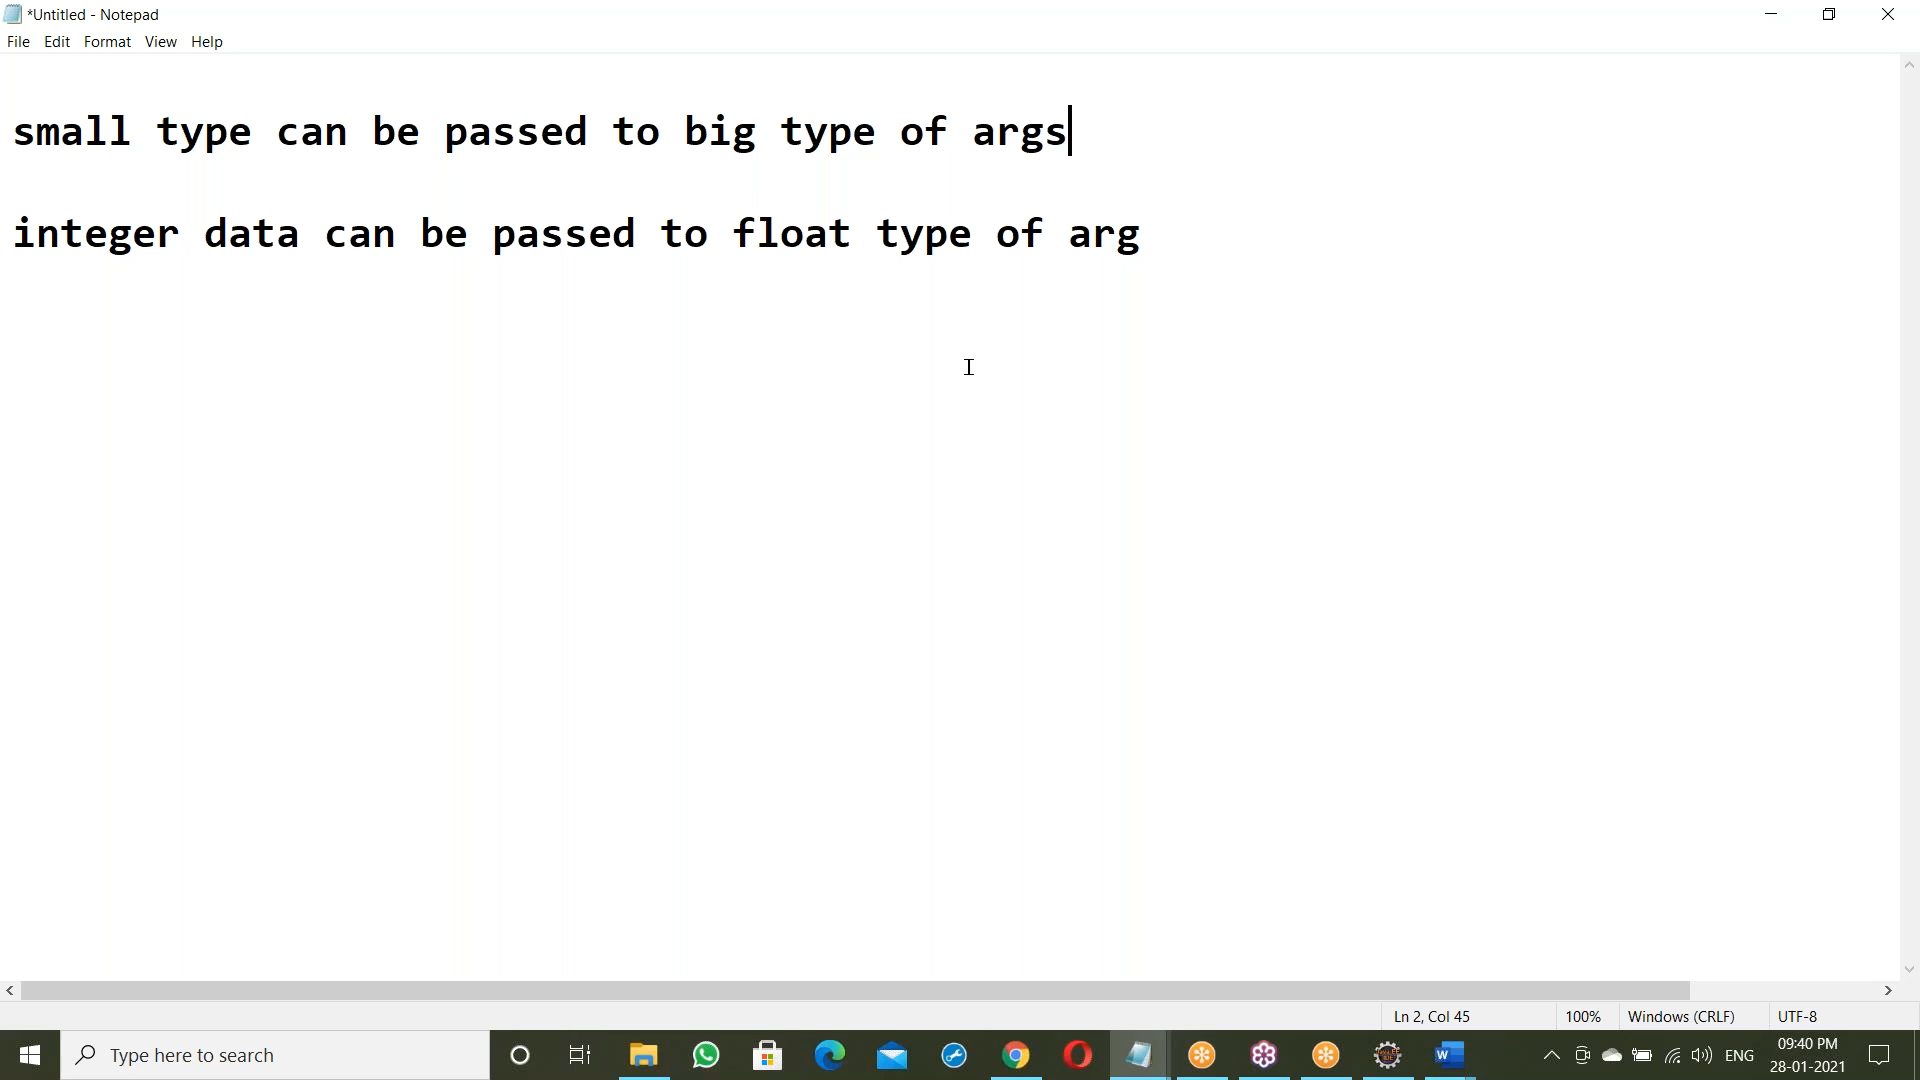 *Untitled - Notepad
File Edit Format View Help
small type can be passed to big type of args
integer data can be passed to float type of arg
Ln 2, Col 45
100%
Windows (CRLF)
UTF-8
Type here to search
ENG
09:40 PM
28-01-2021